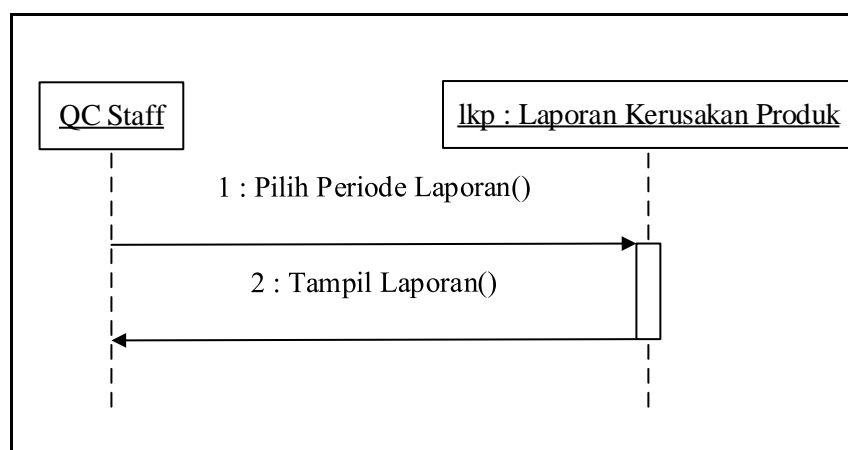 QC Staff
lkp : Laporan Kerusakan Produk
1 : Pilih Periode Laporan()
2 : Tampil Laporan()